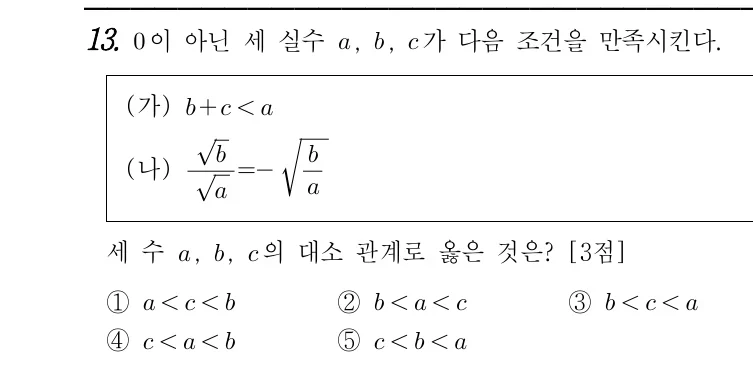 13. 0이 아닌 세 실수 a, b, c가 다음 조건을 만족시킨다.
(가) b+c<a
(나) √b/√a=-√(b/a)
세 수 a, b, c의 대소 관계로 옳은 것은? [3점]
① a<c<b ② b<a<c ③ b<c<a
④ c<a<b ⑤ c<b<a